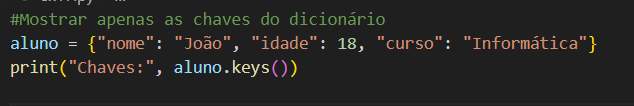 #Mostrar apenas as chaves do dicionário
aluno = {"nome": "João", "idade": 18, "curso": "Informática"}
print("Chaves:", aluno.keys())